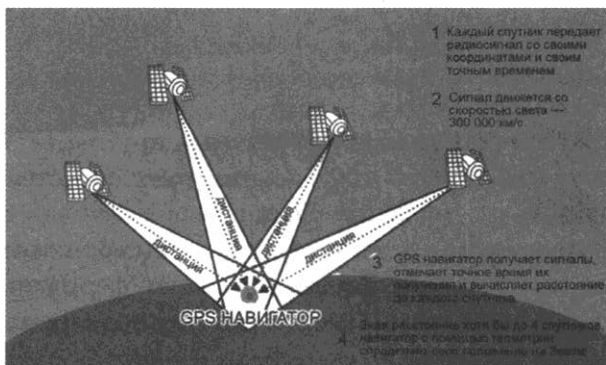 1 Каждый спутник передает
радиосигнал со своими
координатами и своим
точным временем
2 Сигнал движется со
скоростью света —
300 000 км/с
дистанция
дистанция
дистанция
дистанция
3 GPS навигатор получает сигналы,
отмечает точное время их
получения и вычисляет расстояние
до каждого спутника
GPS НАВИГАТОР
4 Зная расстояние хотя бы до 4 спутников
навигатор с помощью геометрии
определяет свое положение на Земле